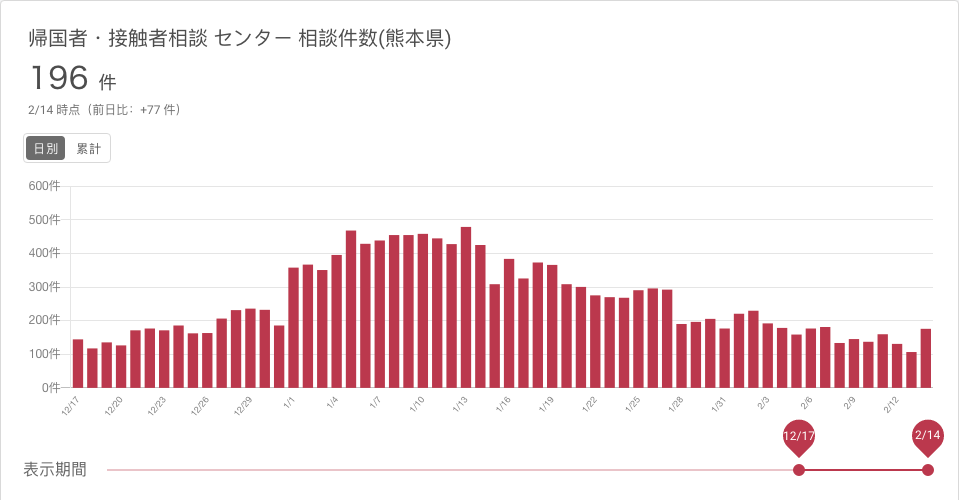 帰国者・接触者相談 センター 相談件数(熊本県)
196 件
2/14 時点（前日比: +77 件）
日別 累計
600件
500件
400件
300件
200件
100件
0件
12/17 12/20 12/23 12/26 12/29 1/1 1/4 1/7 1/10 1/13 1/16 1/19 1/22 1/25 1/28 1/31 2/3 2/6 2/9 2/12
12/17 2/14
表示期間